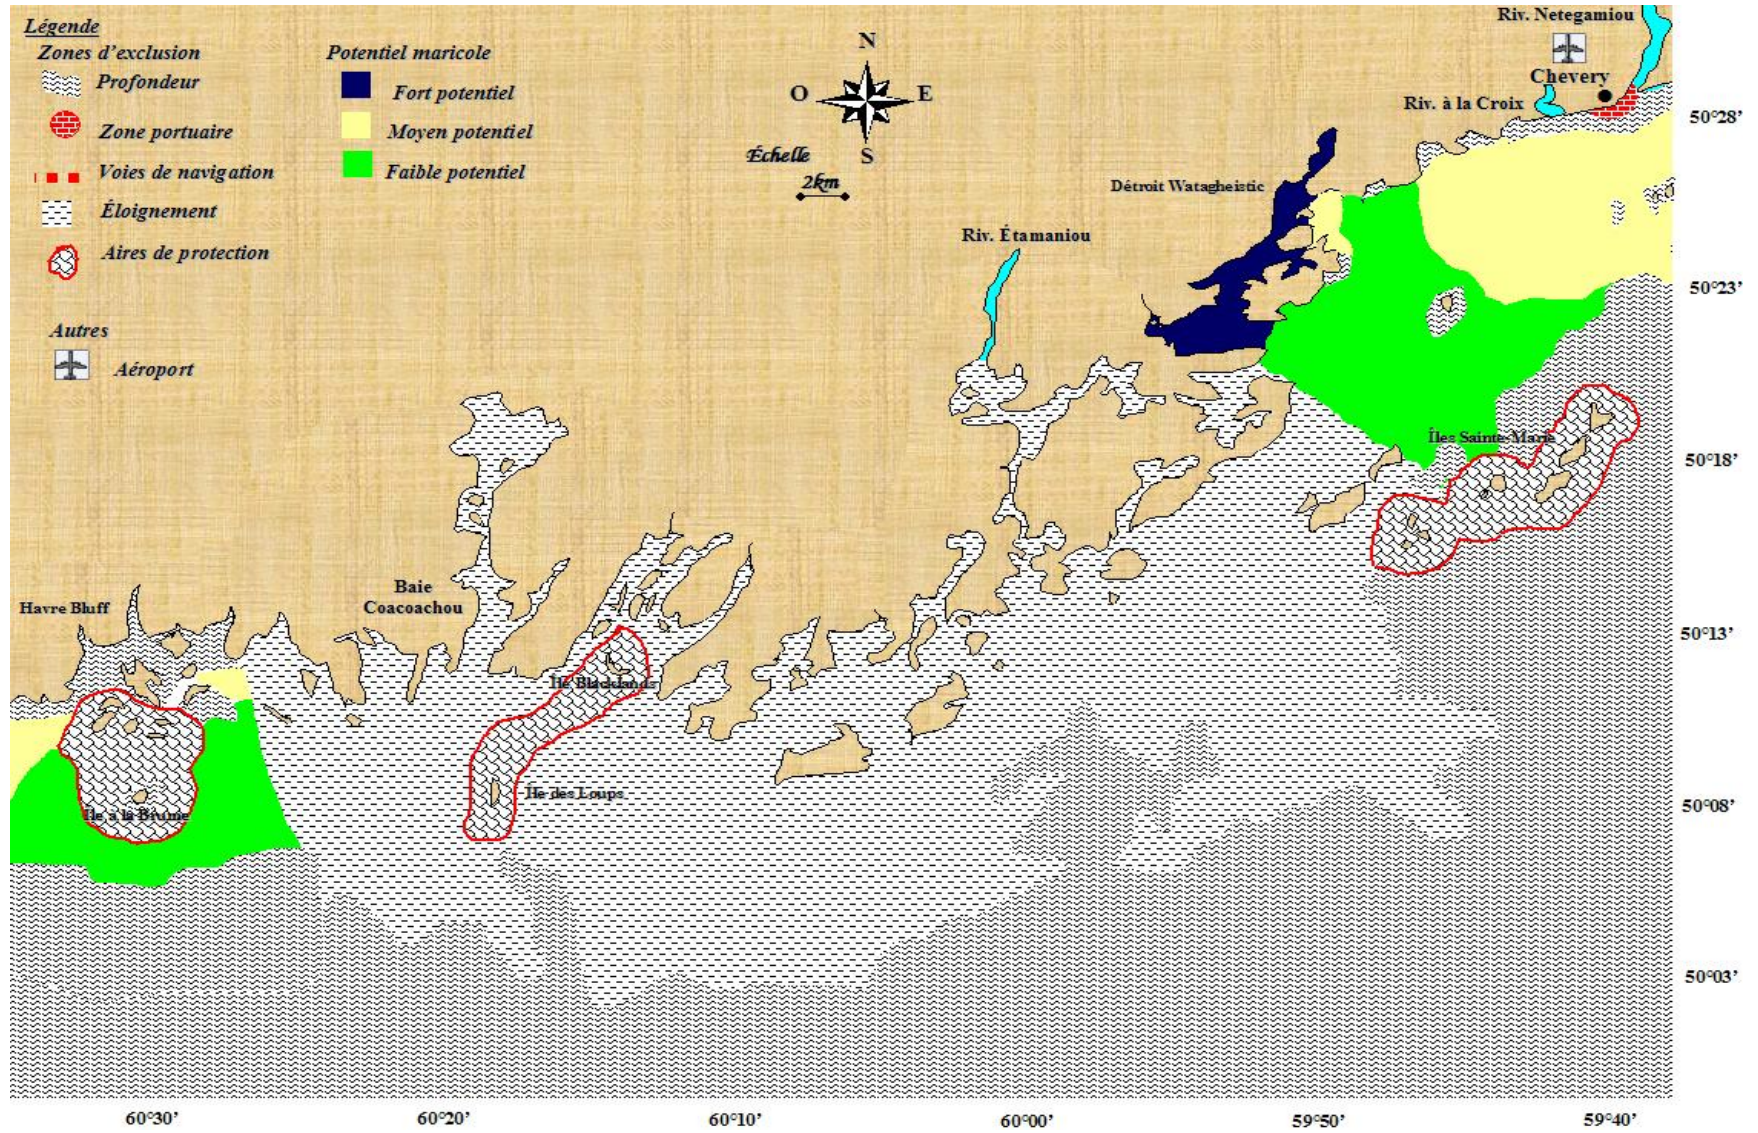 Légende
Zones d'exclusion
Profondeur
Zone portuaire
Voies de navigation
Éloignement
Aires de protection
Autres
Aéroport
Potentiel maricole
Fort potentiel
Moyen potentiel
Faible potentiel
N
O
E
S
Échelle
2km
Riv. Netegamiou
Chevery
Riv. à la Croix
Détroit Watagheistic
Riv. Étamaniou
Îles Sainte-Marie
Baie
Coacoachou
Havre Bluff
Île Blacklands
Île des Loups
Île à la Brume
50°28'
50°23'
50°18'
50°13'
50°08'
50°03'
60°30'
60°20'
60°10'
60°00'
59°50'
59°40'